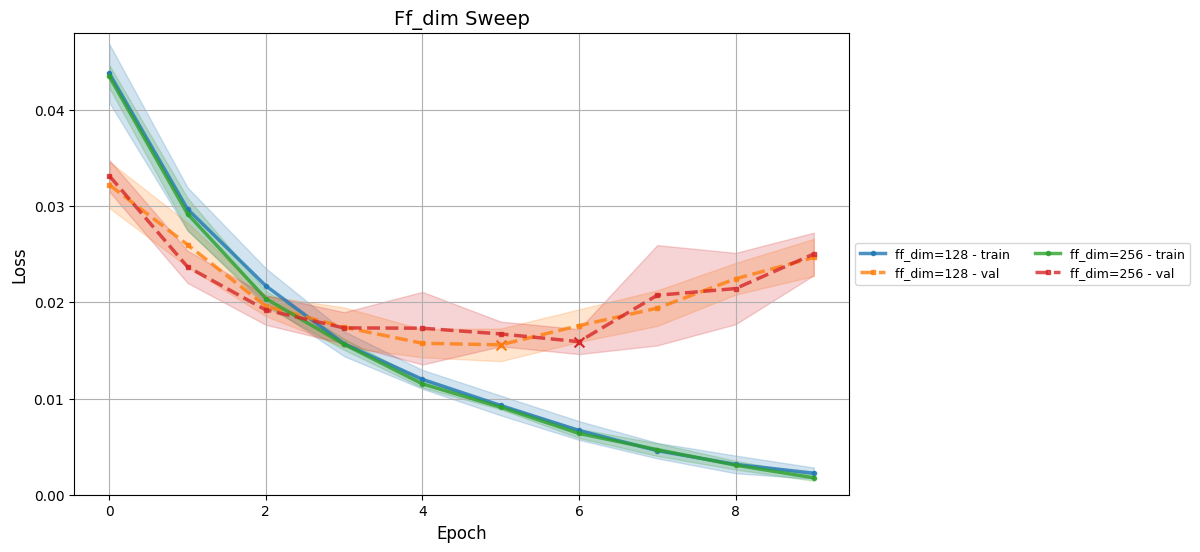 Ff_dim Sweep
Loss
0.04
0.03
0.02
0.01
0.00
0 2 4 6 8
Epoch
ff_dim=128 - train
ff_dim=128 - val
ff_dim=256 - train
ff_dim=256 - val